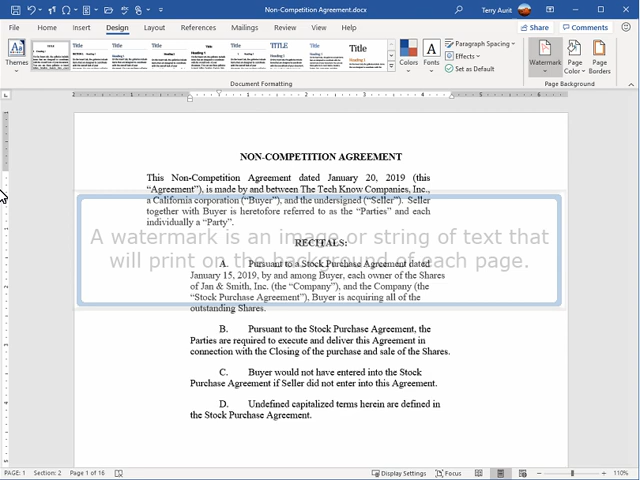 Non-Competition Agreement.docx
Terry Aurit
File Home Insert Draw Design Layout References Mailings Review View Help
Share Comments
Themes
Colors
Fonts
Paragraph Spacing
Effects
Set as Default
Watermark
Page Color
Page Borders
Document Formatting
Page Background
NON-COMPETITION AGREEMENT
This Non-Competition Agreement dated January 20, 2019 (this
“Agreement”), is made by and between The Tech Know Companies, Inc.,
a California corporation (“Buyer”), and the undersigned (“Seller”). Seller
together with Buyer is heretofore referred to as the “Parties” and each
individually a “Party”.
RECITALS:
A watermark is an image or string of text that
will print on the background of each page.
A. Pursuant to a Stock Purchase Agreement dated
January 15, 2019, by and among Buyer, each owner of the Shares
of Jan & Smith, Inc. (the “Company”), and the Company (the
“Stock Purchase Agreement”), Buyer is acquiring all of the
outstanding Shares.
B. Pursuant to the Stock Purchase Agreement, the
Parties are required to execute and deliver this Agreement in
connection with the Closing of the purchase and sale of the Shares.
C. Buyer would not have entered into the Stock
Purchase Agreement if Seller did not enter into this Agreement.
D. Undefined capitalized terms herein are defined in
the Stock Purchase Agreement.
PAGE: 1 Section: 2 Page 1 of 16
Display Settings Focus 110%